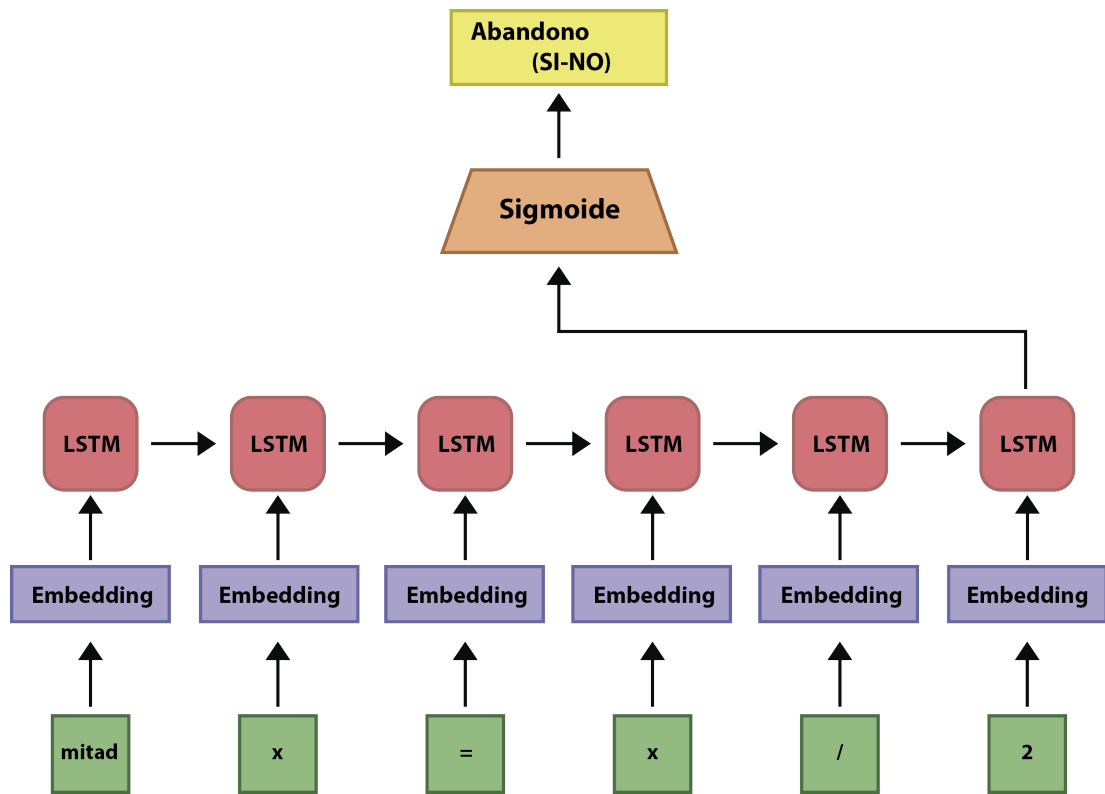 Abandono
(SI-NO)
Sigmoide
LSTM LSTM LSTM LSTM LSTM LSTM
Embedding Embedding Embedding Embedding Embedding Embedding
mitad x = x / 2